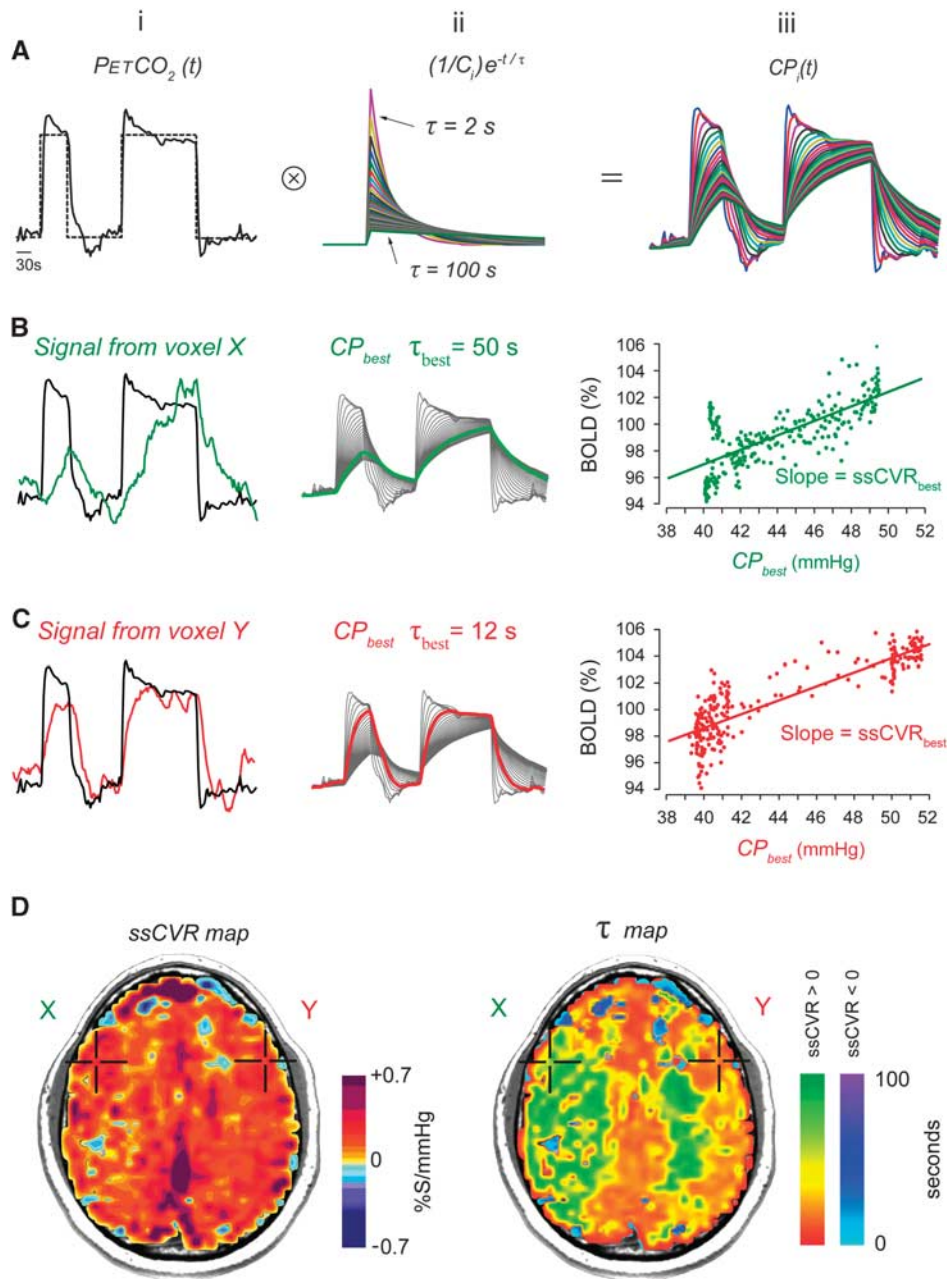 i
ii
iii
A
PETCO2 (t)
(1/Ci)e-t/τ
CPi(t)
τ = 2 s
⊗
=
τ = 100 s
30s
B
Signal from voxel X
CPbest τbest = 50 s
BOLD (%)
106
104
102
100
98
96
94
Slope = ssCVRbest
38 40 42 44 46 48 50 52
CPbest (mmHg)
C
Signal from voxel Y
CPbest τbest = 12 s
BOLD (%)
106
104
102
100
98
96
94
Slope = ssCVRbest
38 40 42 44 46 48 50 52
CPbest (mmHg)
D
ssCVR map
τ map
X
Y
+0.7
0
-0.7
%S/mmHg
X
Y
ssCVR > 0
ssCVR < 0
100
0
seconds